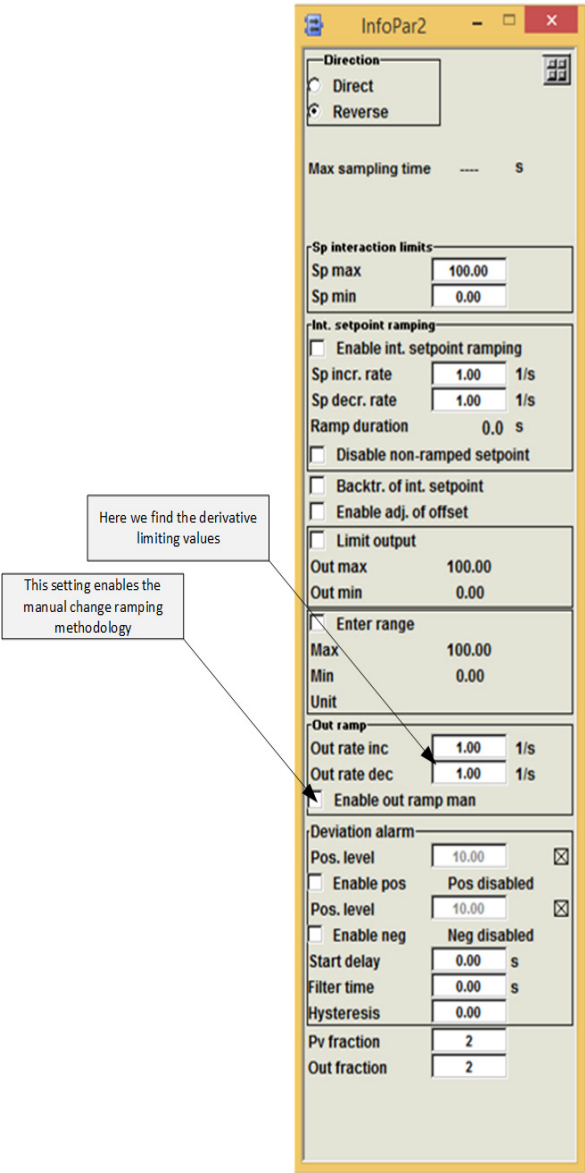 InfoPar2
Direction
Direct
Reverse
Max sampling time ---- s
Sp interaction limits
Sp max 100.00
Sp min 0.00
Int. setpoint ramping
Enable int. setpoint ramping
Sp incr. rate 1.00 1/s
Sp decr. rate 1.00 1/s
Ramp duration 0.0 s
Disable non-ramped setpoint
Backtr. of int. setpoint
Enable adj. of offset
Here we find the derivative
limiting values
Limit output
Out max 100.00
Out min 0.00
This setting enables the
manual change ramping
methodology
Enter range
Max 100.00
Min 0.00
Unit
Out ramp
Out rate inc 1.00 1/s
Out rate dec 1.00 1/s
Enable out ramp man
Deviation alarm
Pos. level 10.00
Enable pos Pos disabled
Pos. level 10.00
Enable neg Neg disabled
Start delay 0.00 s
Filter time 0.00 s
Hysteresis 0.00
Pv fraction 2
Out fraction 2